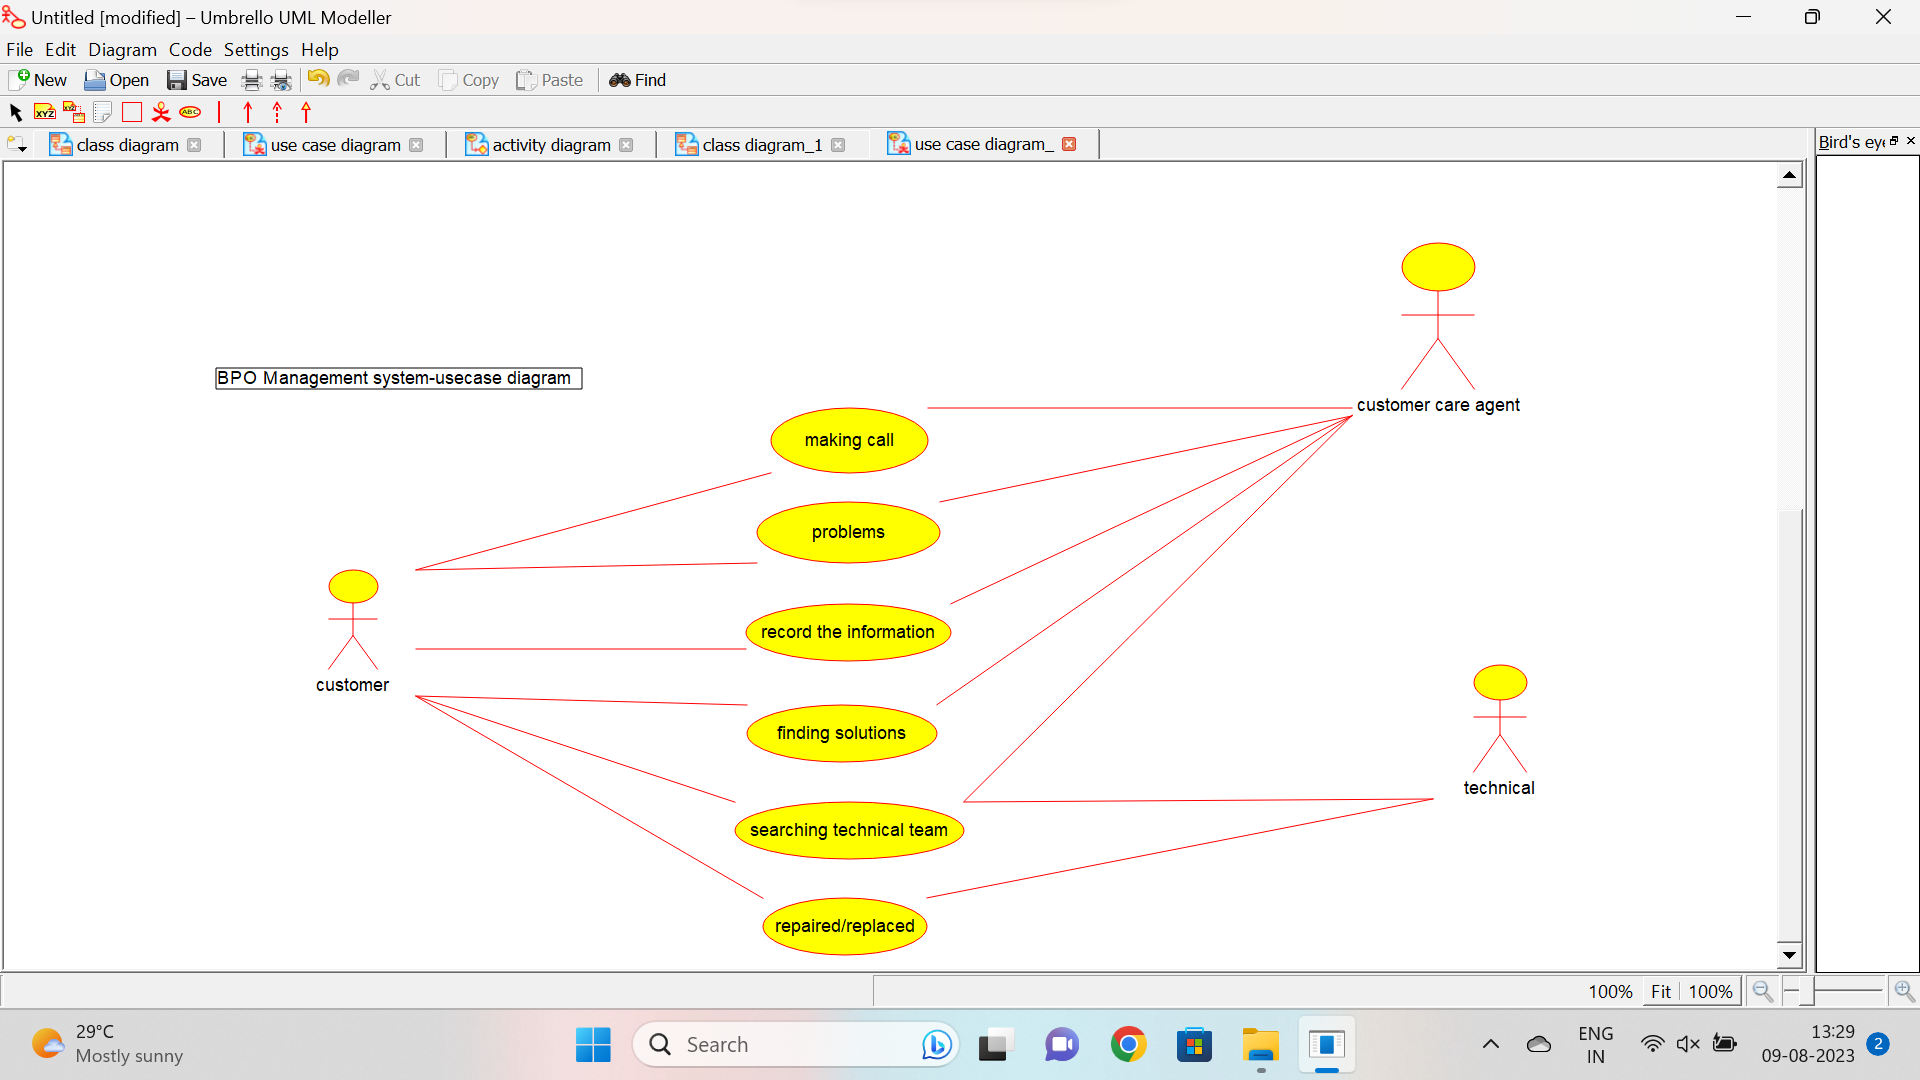 Untitled [modified] – Umbrello UML Modeller
File Edit Diagram Code Settings Help
New Open Save Cut Copy Paste Find
XYZ XYZ ABC
class diagram use case diagram activity diagram class diagram_1 use case diagram_
Bird's eye
BPO Management system-usecase diagram
customer care agent
making call
problems
record the information
customer
finding solutions
technical
searching technical team
repaired/replaced
100% Fit 100%
29°C
Mostly sunny
Search
ENG
IN
13:29
09-08-2023
2